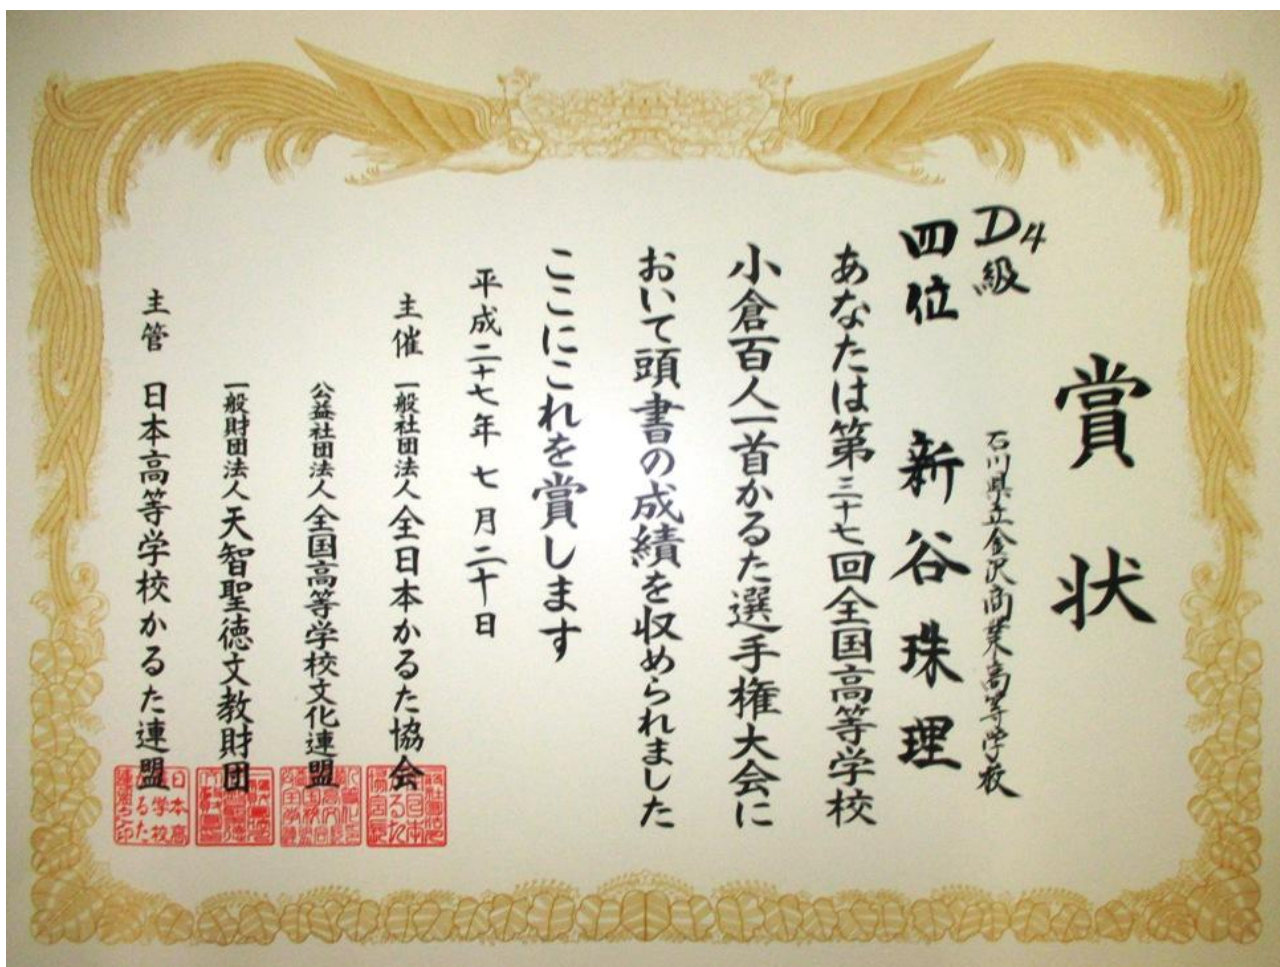 賞状
石川県立金沢商業高等学校
D4級
四位 新谷珠理
あなたは第三十七回全国高等学校
小倉百人一首かるた選手権大会に
おいて頭書の成績を収められました
ここにこれを賞します
平成二十七年七月二十日
主催 一般社団法人全日本かるた協会
公益社団法人全国高等学校文化連盟
一般財団法人天智聖徳文教財団
主管 日本高等学校かるた連盟